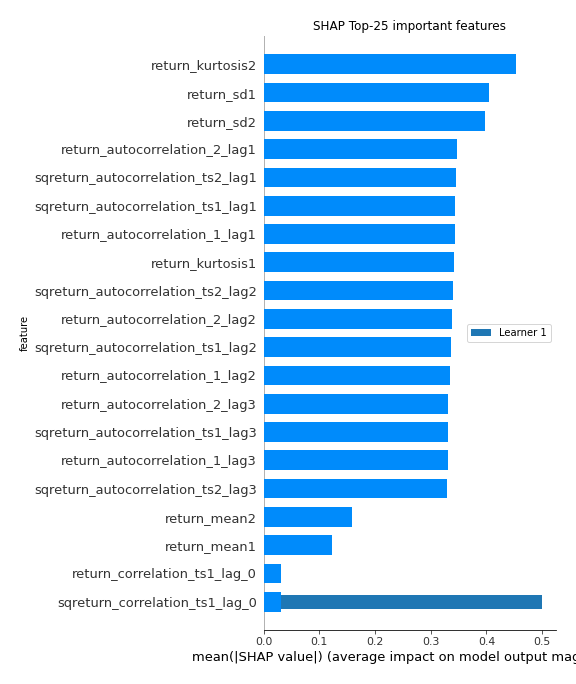 SHAP Top-25 important features
return_kurtosis2
return_sd1
return_sd2
return_autocorrelation_2_lag1
sqreturn_autocorrelation_ts2_lag1
sqreturn_autocorrelation_ts1_lag1
return_autocorrelation_1_lag1
return_kurtosis1
sqreturn_autocorrelation_ts2_lag2
return_autocorrelation_2_lag2
sqreturn_autocorrelation_ts1_lag2
return_autocorrelation_1_lag2
return_autocorrelation_2_lag3
sqreturn_autocorrelation_ts1_lag3
return_autocorrelation_1_lag3
sqreturn_autocorrelation_ts2_lag3
return_mean2
return_mean1
return_correlation_ts1_lag_0
sqreturn_correlation_ts1_lag_0
feature
Learner 1
0.0 0.1 0.2 0.3 0.4 0.5
mean(|SHAP value|) (average impact on model output mag